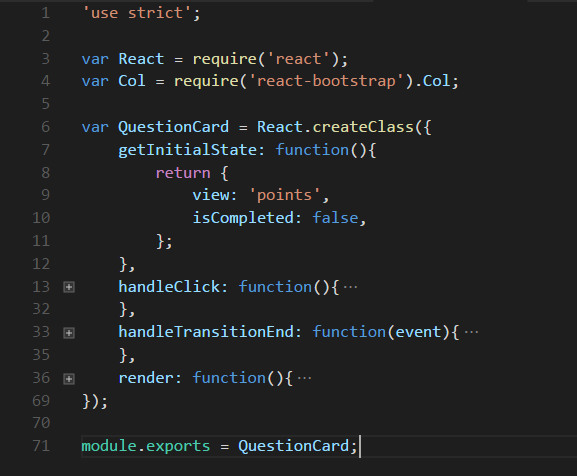 1 'use strict';
2
3 var React = require('react');
4 var Col = require('react-bootstrap').Col;
5
6 var QuestionCard = React.createClass({
7     getInitialState: function(){
8         return {
9             view: 'points',
10             isCompleted: false,
11         };
12     },
13     handleClick: function(){···
32     },
33     handleTransitionEnd: function(event){···
35     },
36     render: function(){···
69 });
70
71 module.exports = QuestionCard;